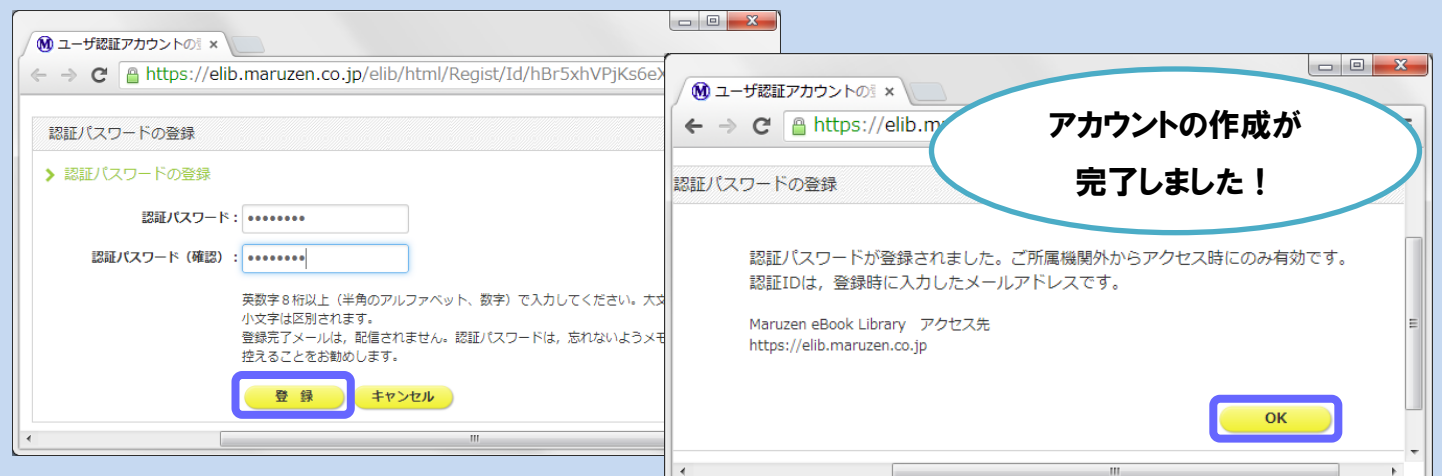 ユーザ認証アカウントの
https://elib.maruzen.co.jp/elib/html/Regist/Id/hBr5xhVPjKs6eX
認証パスワードの登録
認証パスワードの登録
認証パスワード：
認証パスワード（確認）：
英数字８桁以上（半角のアルファベット、数字）で入力してください。大文
小文字は区別されます。
登録完了メールは，配信されません。認証パスワードは，忘れないようメモ
控えることをお勧めします。
登 録
キャンセル
ユーザ認証アカウントの
https://elib.m
アカウントの作成が
完了しました！
認証パスワードの登録
認証パスワードが登録されました。ご所属機関外からアクセス時にのみ有効です。
認証IDは，登録時に入力したメールアドレスです。
Maruzen eBook Library　アクセス先
https://elib.maruzen.co.jp
OK